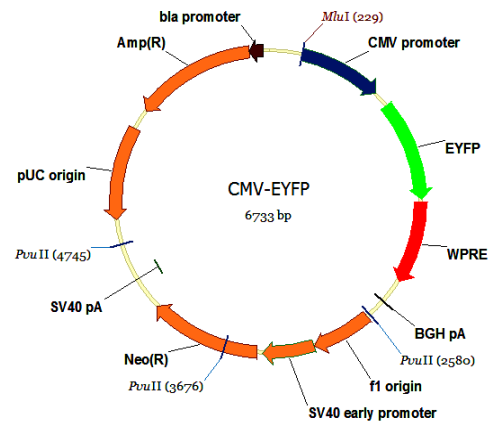 bla promoter
MluI (229)
Amp(R)
CMV promoter
EYFP
pUC origin
CMV-EYFP
6733 bp
WPRE
PvuII (4745)
SV40 pA
BGH pA
Neo(R)
PvuII (2580)
PvuII (3676)
f1 origin
SV40 early promoter